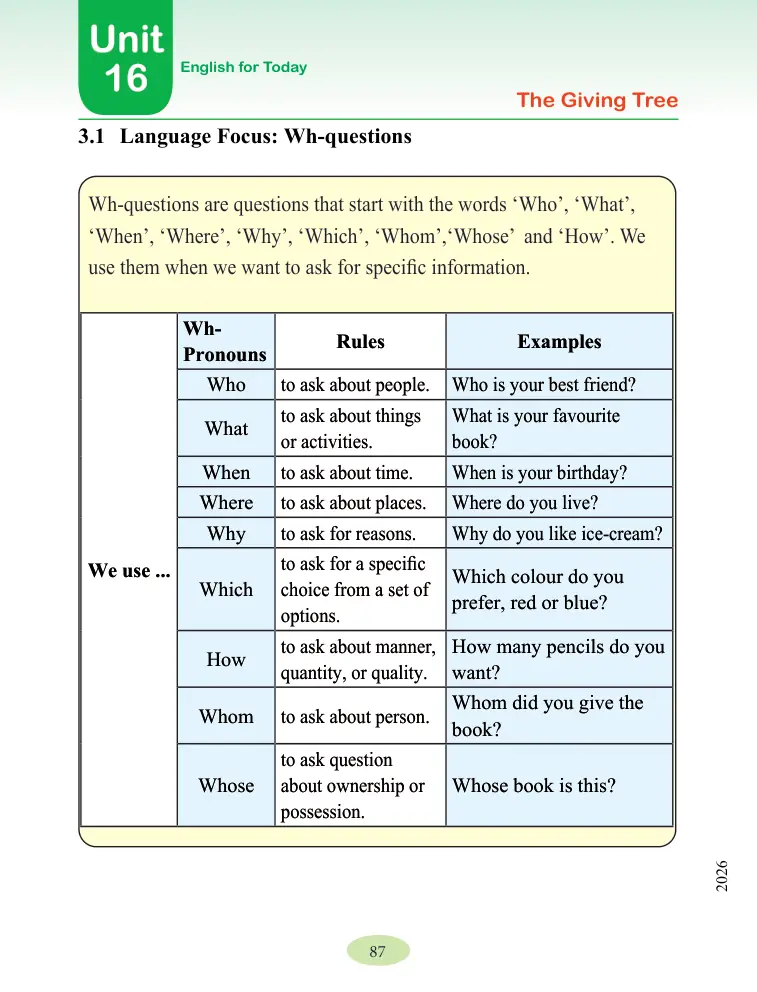 Unit
16
English for Today
The Giving Tree
3.1 Language Focus: Wh-questions
Wh-questions are questions that start with the words ‘Who’, ‘What’,
‘When’, ‘Where’, ‘Why’, ‘Which’, ‘Whom’,‘Whose’ and ‘How’. We
use them when we want to ask for specific information.
We use ...
Wh-
Pronouns
Rules
Examples
Who
to ask about people.
Who is your best friend?
What
to ask about things
or activities.
What is your favourite
book?
When
to ask about time.
When is your birthday?
Where
to ask about places.
Where do you live?
Why
to ask for reasons.
Why do you like ice-cream?
Which
to ask for a specific
choice from a set of
options.
Which colour do you
prefer, red or blue?
How
to ask about manner,
quantity, or quality.
How many pencils do you
want?
Whom
to ask about person.
Whom did you give the
book?
Whose
to ask question
about ownership or
possession.
Whose book is this?
2026
87